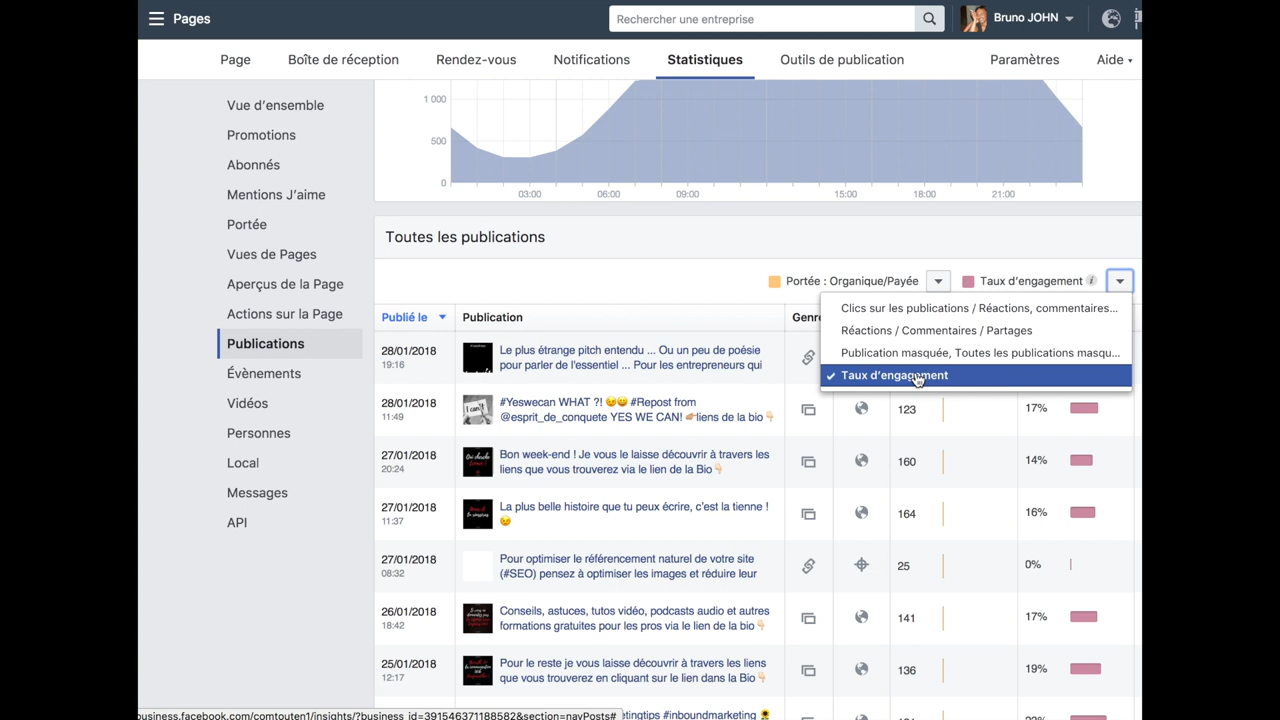 Pages
Rechercher une entreprise
Bruno JOHN
Page
Boîte de réception
Rendez-vous
Notifications
Statistiques
Outils de publication
Paramètres
Aide
Vue d'ensemble
Promotions
Abonnés
Mentions J'aime
Portée
Vues de Pages
Aperçus de la Page
Actions sur la Page
Publications
Évènements
Vidéos
Personnes
Local
Messages
API
1 000
500
0
03:00 06:00 09:00 15:00 18:00 21:00
Toutes les publications
Portée : Organique/Payée
Taux d'engagement
Clics sur les publications / Réactions, commentaires...
Réactions / Commentaires / Partages
Publication masquée, Toutes les publications masqu...
✓ Taux d'engagement
Publié le
Publication
Genre
28/01/2018
19:16
Le plus étrange pitch entendu ... Ou un peu de poésie
pour parler de l'essentiel ... Pour les entrepreneurs qui
28/01/2018
11:49
I can't
#Yeswecan WHAT ?! 😉😄 #Repost from
@esprit_de_conquete YES WE CAN! 👉🏼liens de la bio👇🏻
123
17%
27/01/2018
20:24
Bon week-end ! Je vous le laisse découvrir à travers les
liens que vous trouverez via le lien de la Bio👇🏻
160
14%
27/01/2018
11:37
La plus belle histoire que tu peux écrire, c'est la tienne !
😉
164
16%
27/01/2018
08:32
Pour optimiser le référencement naturel de votre site
(#SEO) pensez à optimiser les images et réduire leur
25
0%
26/01/2018
18:42
Conseils, astuces, tutos vidéo, podcasts audio et autres
formations gratuites pour les pros via le lien de la bio👇🏻
141
17%
25/01/2018
12:17
Pour le reste je vous laisse découvrir à travers les liens
que vous trouverez en cliquant sur le lien dans la Bio👇🏻
136
19%
etingtips #inboundmarketing 🌻
business.facebook.com/comtouten1/insights/?business_id=391546371188582&section=navPosts#